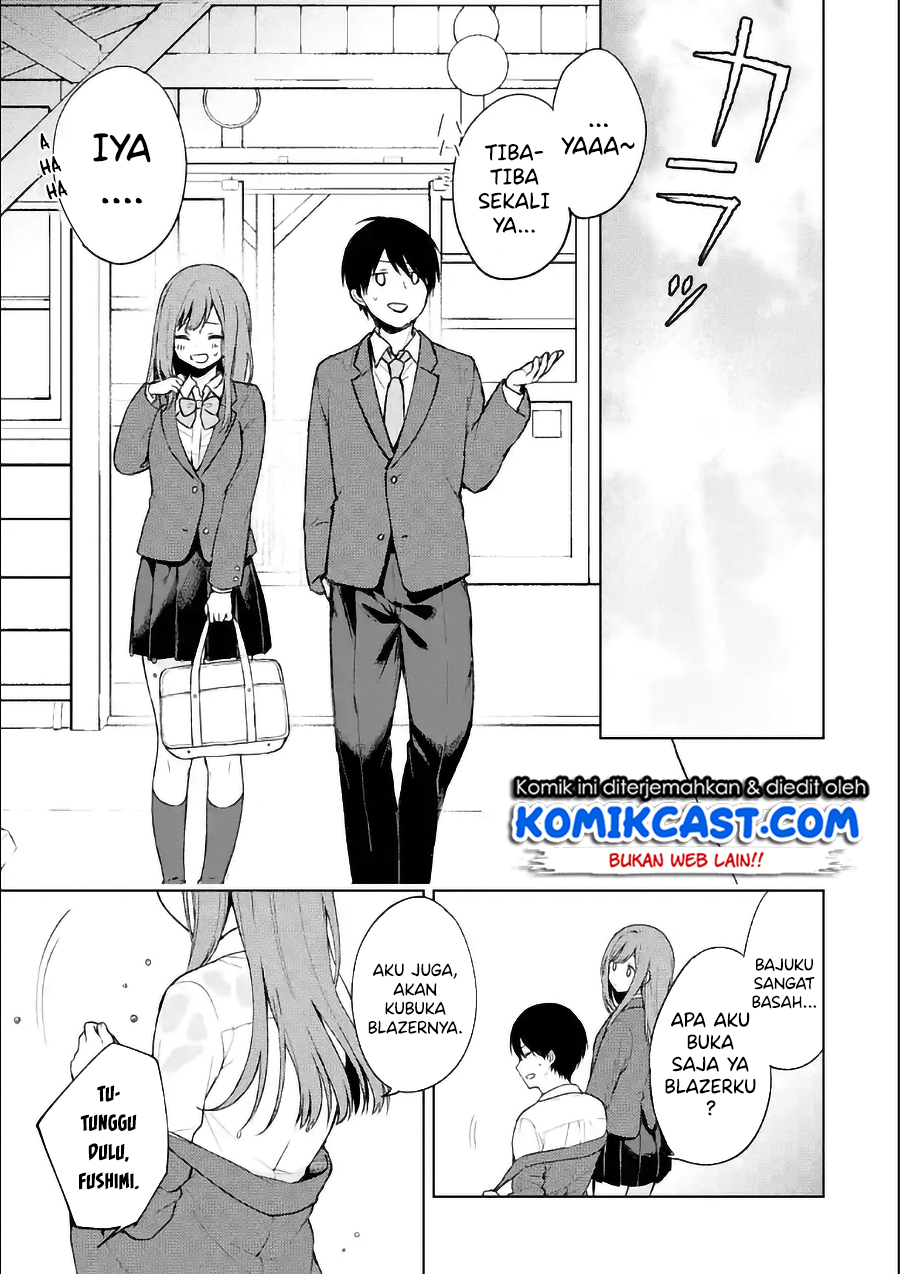 カラッ
...
YAAA~
TIBA-
TIBA
SEKALI
YA...
IYA
....
A
HA
HA
Komik ini diterjemahkan & diedit oleh
KOMIKCAST.COM
BUKAN WEB LAIN!!
BAJUKU
SANGAT
BASAH...
APA AKU
BUKA
SAJA YA
BLAZERKU
?
AKU JUGA,
AKAN
KUBUKA
BLAZERNYA.
TU-
TUNGGU
DULU,
FUSHIMI.